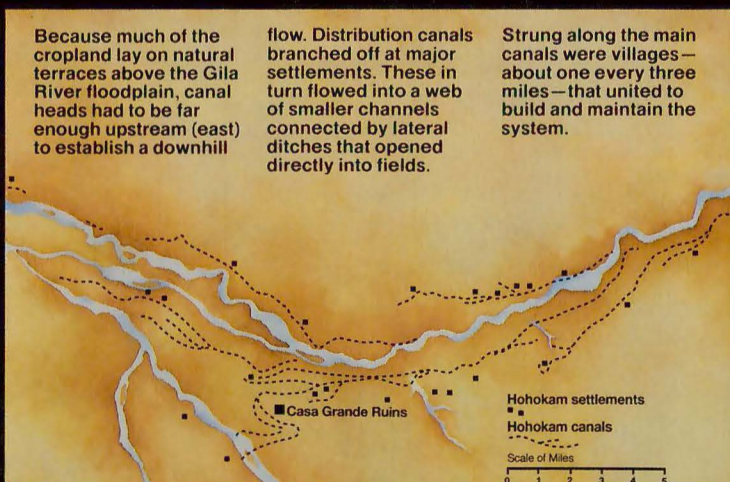 Because much of the
cropland lay on natural
terraces above the Gila
River floodplain, canal
heads had to be far
enough upstream (east)
to establish a downhill
flow. Distribution canals
branched off at major
settlements. These in
turn flowed into a web
of smaller channels
connected by lateral
ditches that opened
directly into fields.
Strung along the main
canals were villages—
about one every three
miles—that united to
build and maintain the
system.
Casa Grande Ruins
Hohokam settlements
Hohokam canals
Scale of Miles
0 1 2 3 4 5